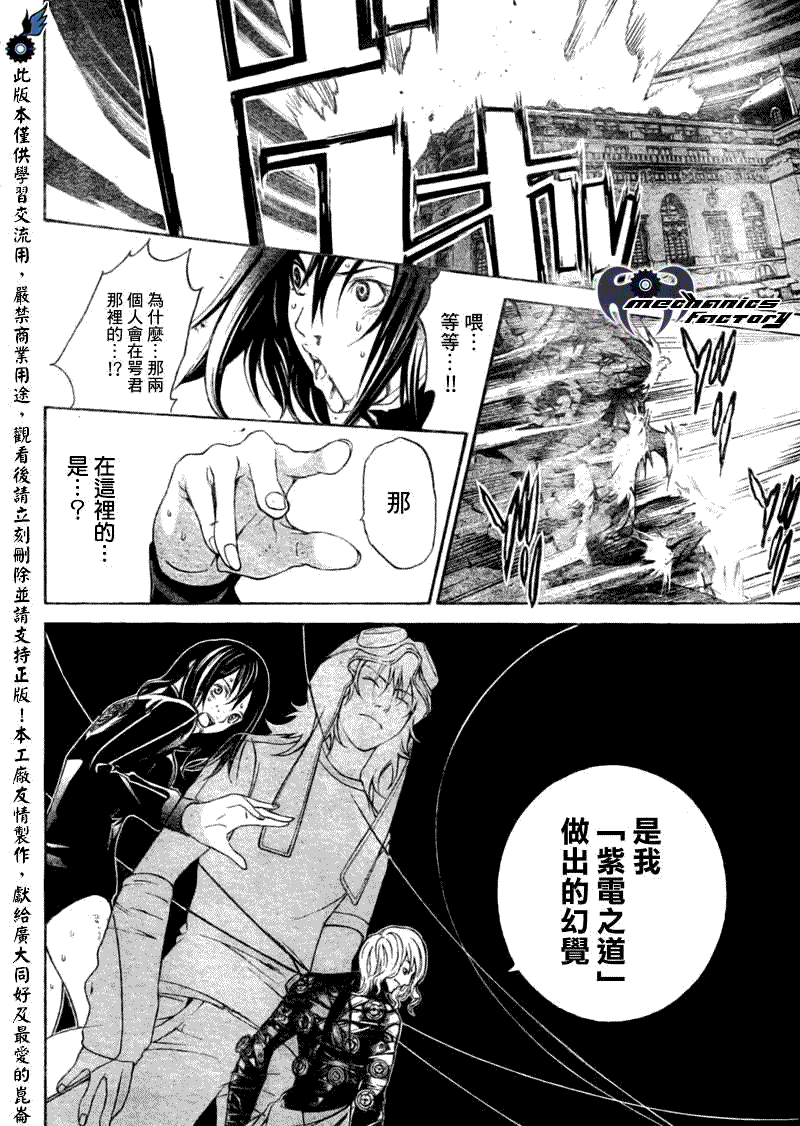 此版本僅供學習交流用，嚴禁商業用途，觀看後請立刻刪除並請支持正版！本工廠友情製作，獻給廣大同好及最愛的崑崙
mechanics
factory
喂…
等等…!!
為什麼…那兩
個人會在咢君
那裡的…!?
那
在這裡的…
是…？
是我
「紫電之道」
做出的幻覺